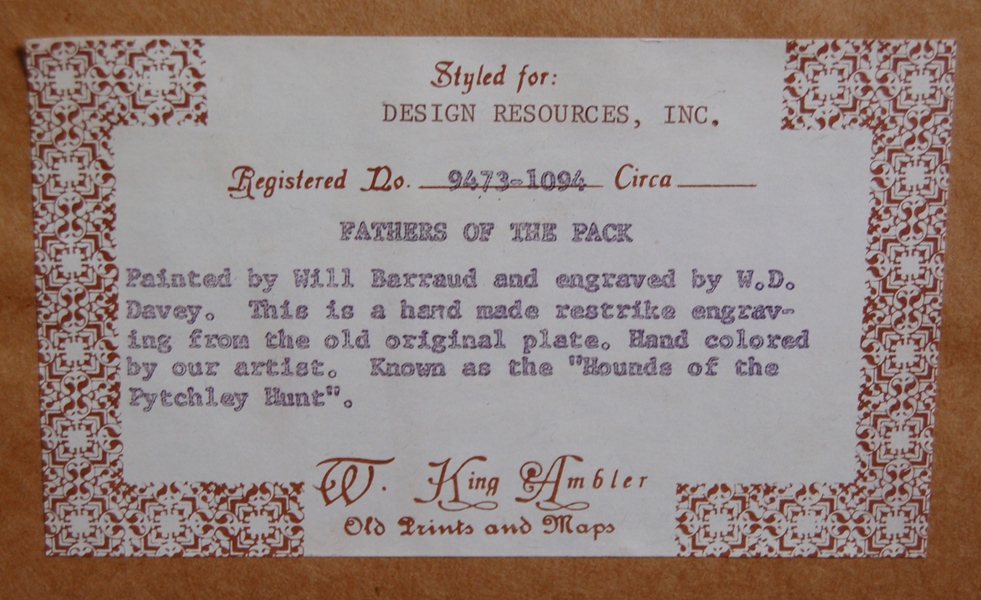 Styled for:
DESIGN RESOURCES, INC.
Registered No. 9473-1094 Circa
FATHERS OF THE PACK
Painted by Will Barraud and engraved by W.D.
Davey. This is a hand made restrike engrav-
ing from the old original plate. Hand colored
by our artist. Known as the "Hounds of the
Pytchley Hunt".
W. King Ambler
Old Prints and Maps